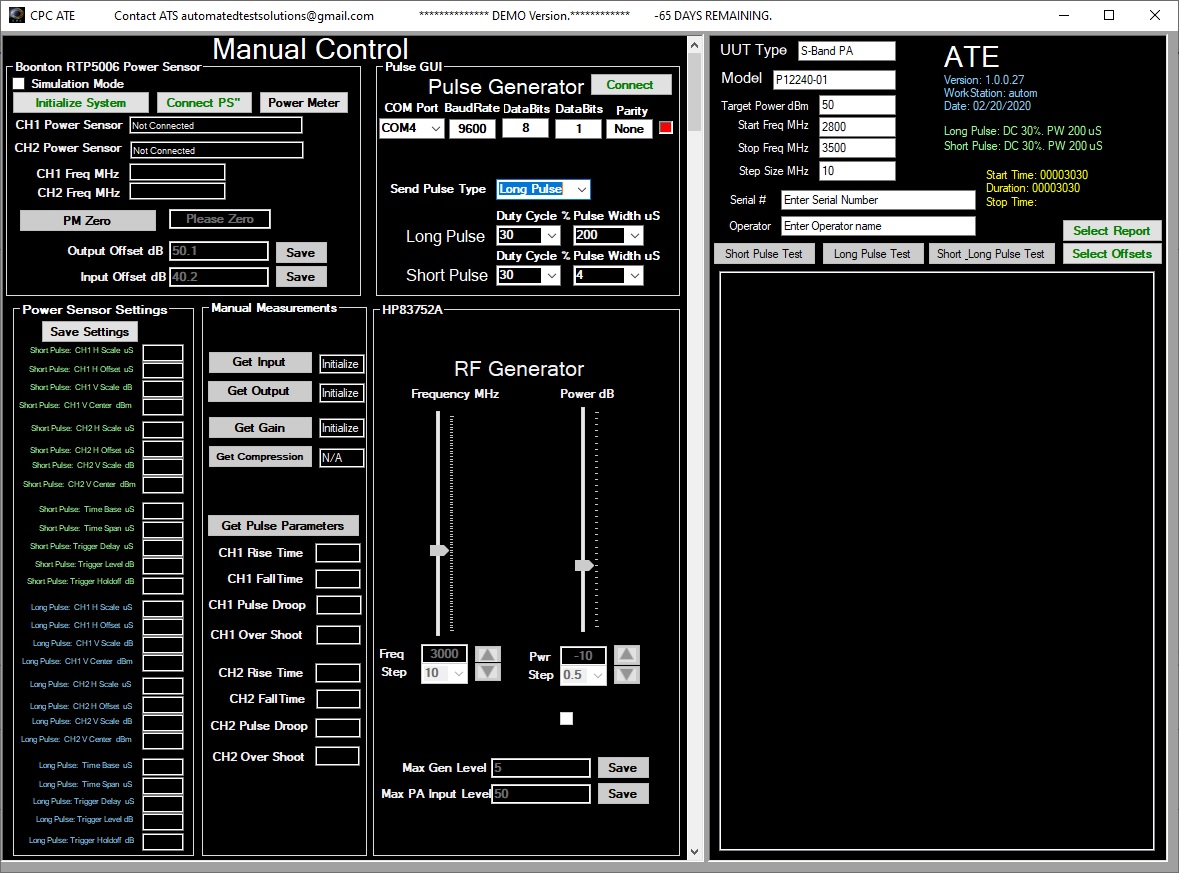 CPC ATE Contact ATS automatedtestsolutions@gmail.com ************** DEMO Version.************ -65 DAYS REMAINING.
Manual Control
Boonton RTP5006 Power Sensor
Simulation Mode
Initialize System Connect PS" Power Meter
CH1 Power Sensor Not Connected
CH2 Power Sensor Not Connected
CH1 Freq MHz
CH2 Freq MHz
PM Zero Please Zero
Output Offset dB 50.1 Save
Input Offset dB 40.2 Save
Pulse GUI
Pulse Generator Connect
COM Port BaudRate DataBits DataBits Parity
COM4 9600 8 1 None
Send Pulse Type Long Pulse
Duty Cycle % Pulse Width uS
Long Pulse 30 200
Duty Cycle % Pulse Width uS
Short Pulse 30 4
Power Sensor Settings
Save Settings
Short Pulse: CH1 H Scale uS
Short Pulse: CH1 H Offset uS
Short Pulse: CH1 V Scale dB
Short Pulse: CH1 V Center dBm
Short Pulse: CH2 H Scale uS
Short Pulse: CH2 H Offset uS
Short Pulse: CH2 V Scale dB
Short Pulse: CH2 V Center dBm
Short Pulse: Time Base uS
Short Pulse: Time Span uS
Short Pulse: Trigger Delay uS
Short Pulse: Trigger Level dB
Short Pulse: Trigger Holdoff dB
Long Pulse: CH1 H Scale uS
Long Pulse: CH1 H Offset uS
Long Pulse: CH1 V Scale dB
Long Pulse: CH1 V Center dBm
Long Pulse: CH2 H Scale uS
Long Pulse: CH2 H Offset uS
Long Pulse: CH2 V Scale dB
Long Pulse: CH2 V Center dBm
Long Pulse: Time Base uS
Long Pulse: Time Span uS
Long Pulse: Trigger Delay uS
Long Pulse: Trigger Level dB
Long Pulse: Trigger Holdoff dB
Manual Measurements
Get Input Initialize
Get Output Initialize
Get Gain Initialize
Get Compression N/A
Get Pulse Parameters
CH1 Rise Time
CH1 FallTime
CH1 Pulse Droop
CH1 Over Shoot
CH2 Rise Time
CH2 FallTime
CH2 Pulse Droop
CH2 Over Shoot
HP83752A
RF Generator
Frequency MHz Power dB
Freq 3000 Pwr -10
Step 10 Step 0.5
Max Gen Level 5 Save
Max PA Input Level 50 Save
UUT Type S-Band PA
Model P12240-01
Target Power dBm 50
Start Freq MHz 2800
Stop Freq MHz 3500
Step Size MHz 10
Serial # Enter Serial Number
Operator Enter Operator name
ATE
Version: 1.0.0.27
WorkStation: autom
Date: 02/20/2020
Long Pulse: DC 30%. PW 200 uS
Short Pulse: DC 30%. PW 200 uS
Start Time: 00003030
Duration: 00003030
Stop Time:
Select Report
Short Pulse Test Long Pulse Test Short _Long Pulse Test Select Offsets